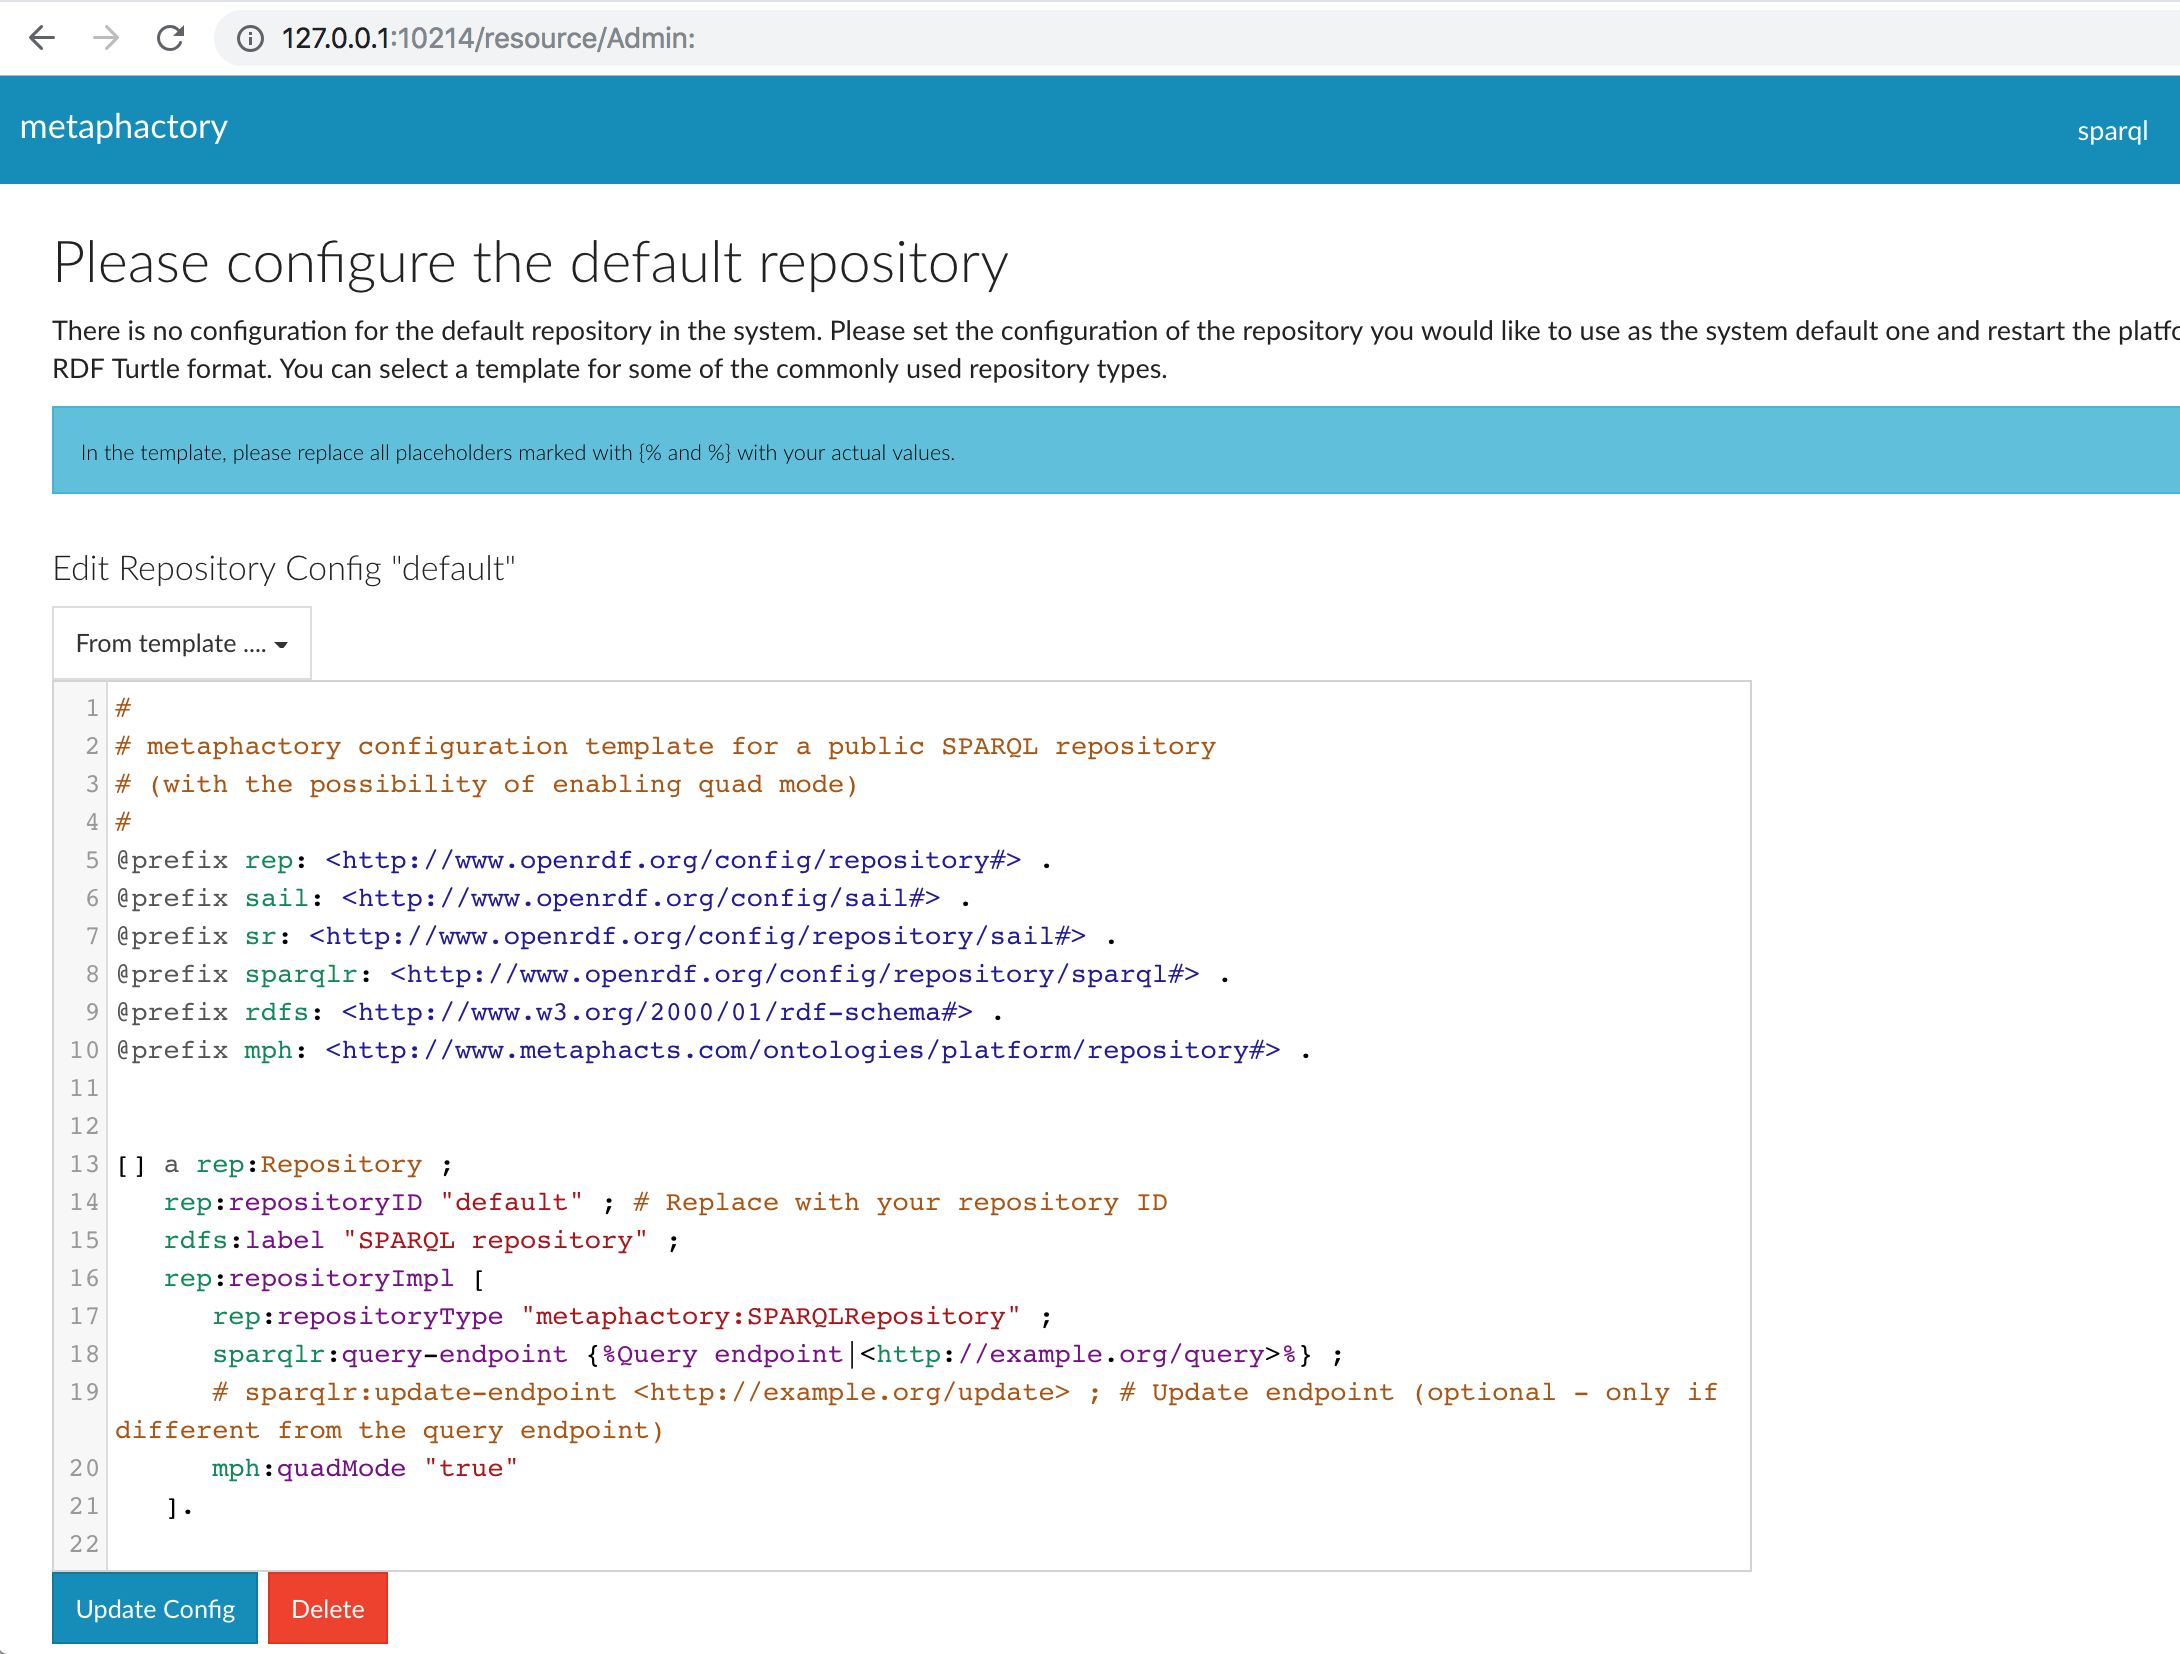 127.0.0.1:10214/resource/Admin:
metaphactory
sparql
Please configure the default repository
There is no configuration for the default repository in the system. Please set the configuration of the repository you would like to use as the system default one and restart the
RDF Turtle format. You can select a template for some of the commonly used repository types.
In the template, please replace all placeholders marked with {% and %} with your actual values.
Edit Repository Config "default"
From template ....
1 #
2 # metaphactory configuration template for a public SPARQL repository
3 # (with the possibility of enabling quad mode)
4 #
5 @prefix rep: <http://www.openrdf.org/config/repository#> .
6 @prefix sail: <http://www.openrdf.org/config/sail#> .
7 @prefix sr: <http://www.openrdf.org/config/repository/sail#> .
8 @prefix sparqlr: <http://www.openrdf.org/config/repository/sparql#> .
9 @prefix rdfs: <http://www.w3.org/2000/01/rdf-schema#> .
10 @prefix mph: <http://www.metaphacts.com/ontologies/platform/repository#> .
11
12
13 [] a rep:Repository ;
14 rep:repositoryID "default" ; # Replace with your repository ID
15 rdfs:label "SPARQL repository" ;
16 rep:repositoryImpl [
17 rep:repositoryType "metaphactory:SPARQLRepository" ;
18 sparqlr:query-endpoint {%Query endpoint|<http://example.org/query>%} ;
19 # sparqlr:update-endpoint <http://example.org/update> ; # Update endpoint (optional - only if
different from the query endpoint)
20 mph:quadMode "true"
21 ].
22
Update Config
Delete